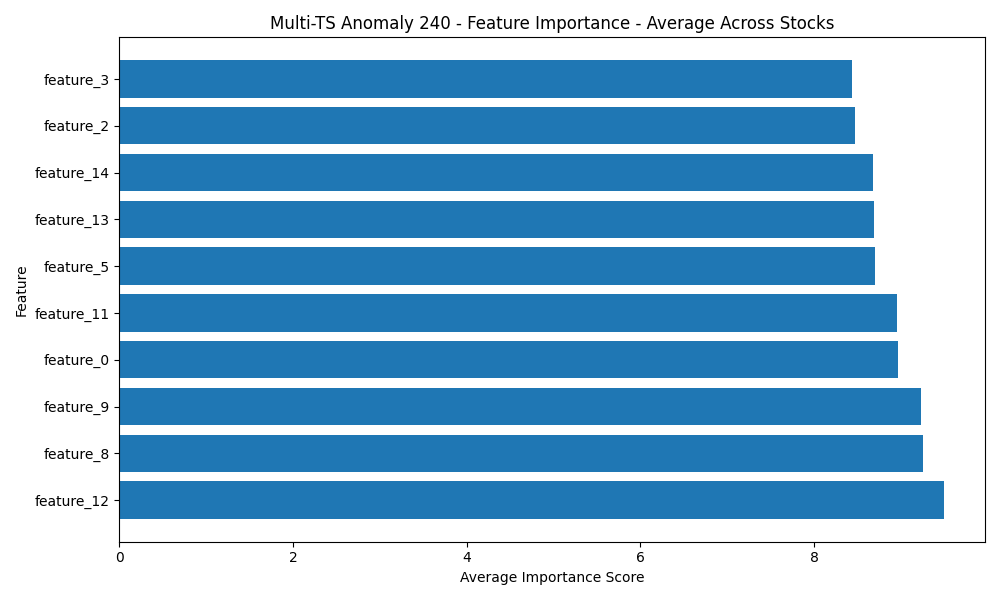 Multi-TS Anomaly 240 - Feature Importance - Average Across Stocks
feature_3
feature_2
feature_14
feature_13
feature_5
feature_11
feature_0
feature_9
feature_8
feature_12
Feature
0 2 4 6 8
Average Importance Score